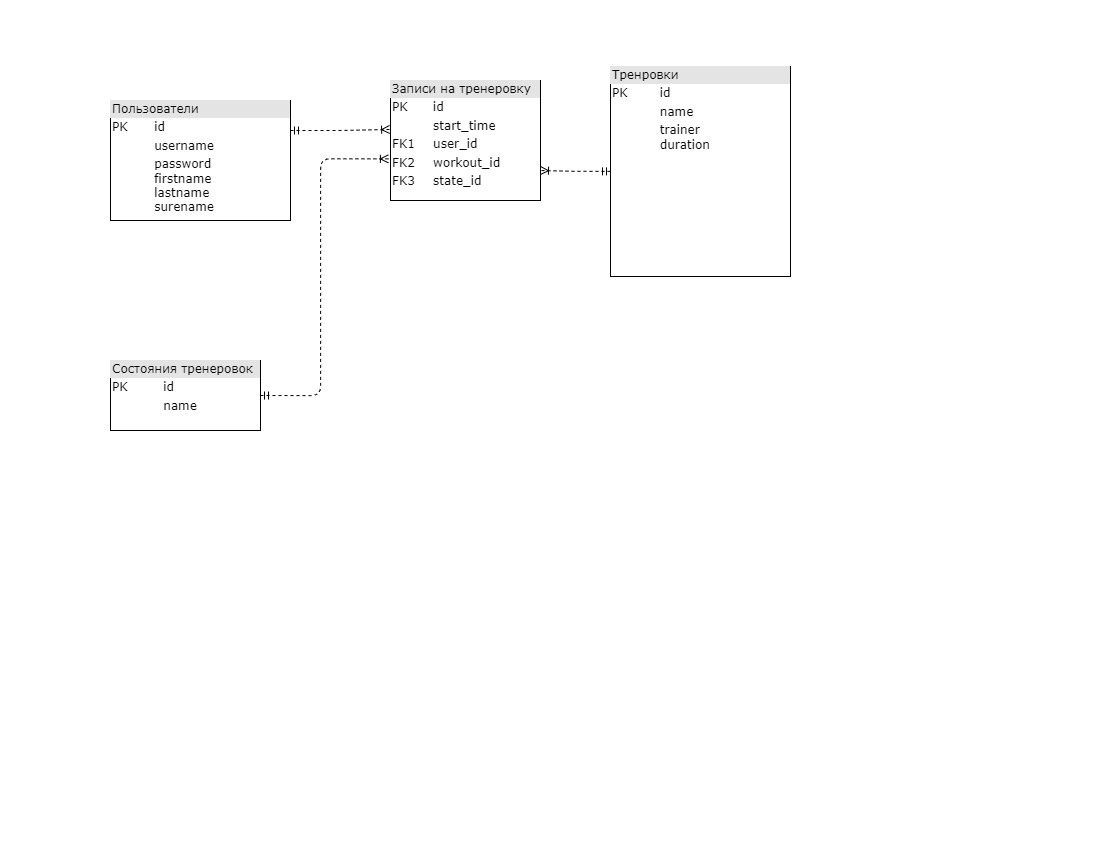 Пользователи
PK id
username
password
firstname
lastname
surename
Записи на тренеровку
PK id
start_time
FK1 user_id
FK2 workout_id
FK3 state_id
Тренровки
PK id
name
trainer
duration
Состояния тренеровок
PK id
name